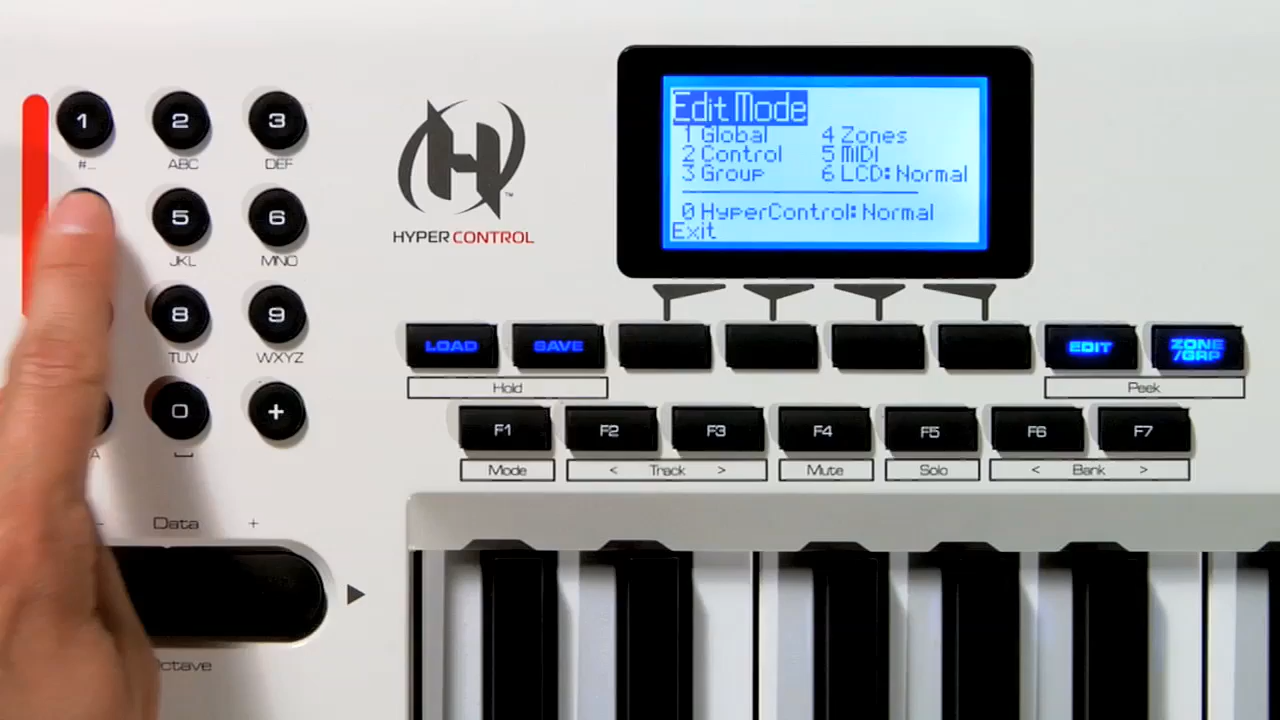 1 2 3
#... ABC DEF
5 6
JKL MNO
8 9
TUV WXYZ
0 +
A
- Data +
ctave
H™
HYPER CONTROL
Edit Mode
1 Global 4 Zones
2 Control 5 MIDI
3 Group 6 LCD: Normal
0 HyperControl: Normal
Exit
LOAD SAVE EDIT ZONE
/GRP
Hold Peek
F1 F2 F3 F4 F5 F6 F7
Mode < Track > Mute Solo < Bank >